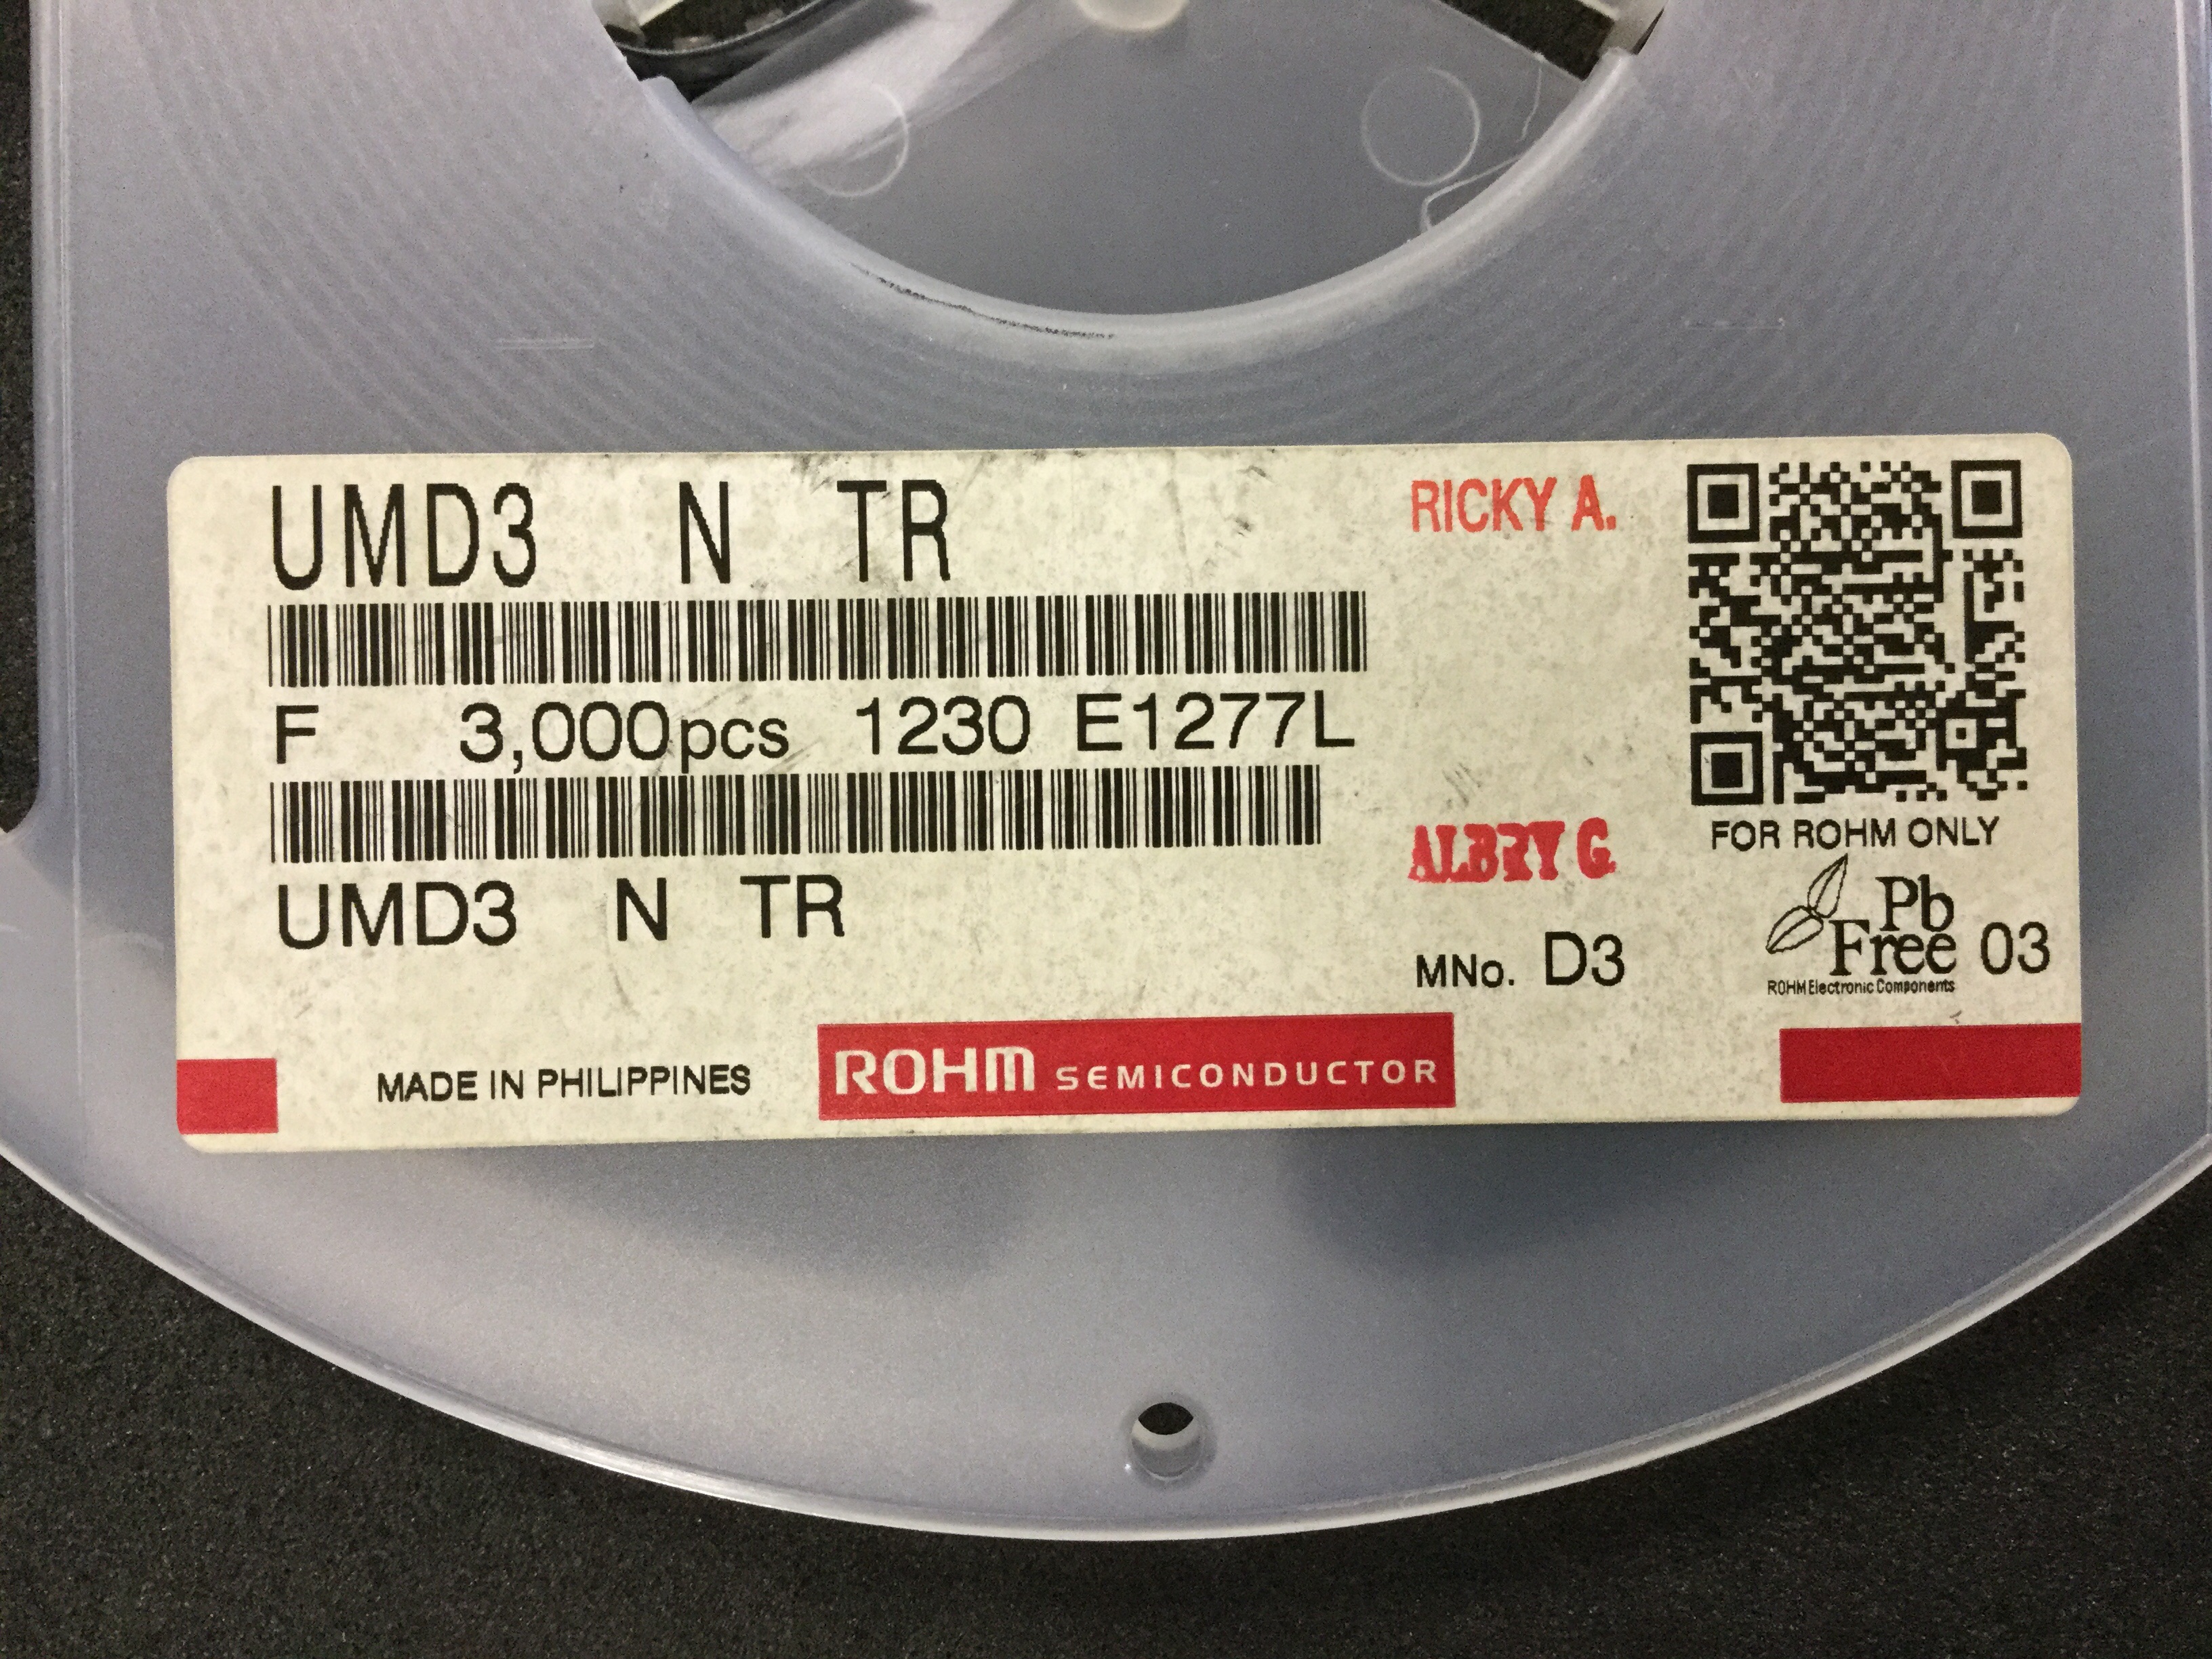 UMD3 N TR
RICKY A.
F 3,000pcs 1230 E1277L
FOR ROHM ONLY
ALBRY G
UMD3 N TR
Pb
Free 03
MNo. D3
ROHM Electronic Components
MADE IN PHILIPPINES
ROHM SEMICONDUCTOR